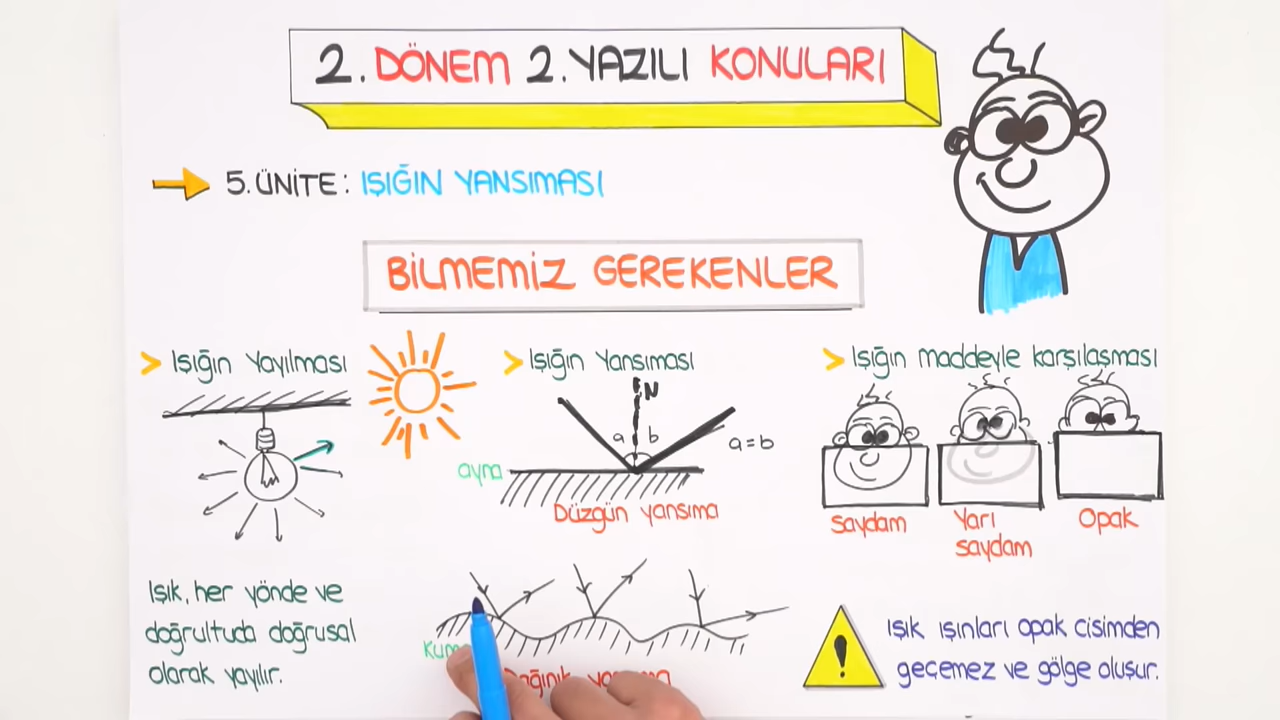 2. DÖNEM 2. YAZILI KONULARI
5. ÜNİTE: IŞIĞIN YANSIMASI
BİLMEMİZ GEREKENLER
> Işığın Yayılması
> Işığın Yansıması
> Işığın maddeyle karşılaşması
N
a b
a = b
ayna
Düzgün yansıma
Saydam
Yarı
saydam
Opak
Işık, her yönde ve
doğrultuda doğrusal
olarak yayılır.
Dağınık yansıma
!
Işık ışınları opak cisimden
geçemez ve gölge oluşur.